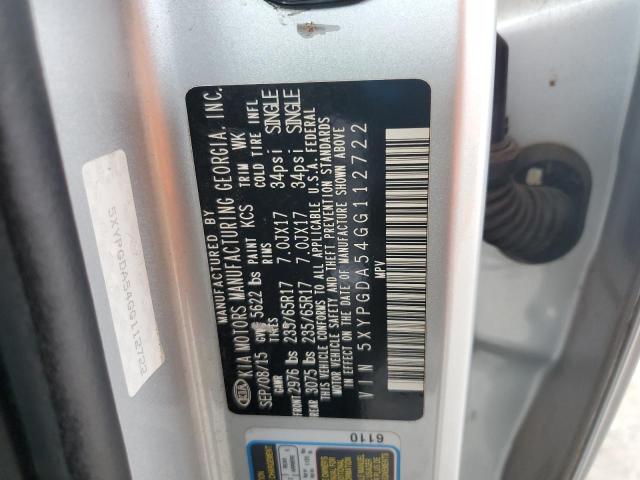 MANUFACTURED BY
KIA KIA MOTORS MANUFACTURING GEORGIA, INC.
SEP/08/15 GVWR 5622 lbs PAINT KCS TRIM WK
GAWR TIRES RIMS COLD TIRE INFL
FRONT 2976 lbs 235/65R17 7.0JX17 34psi SINGLE
REAR 3075 lbs 235/65R17 7.0JX17 34psi SINGLE
THIS VEHICLE CONFORMS TO ALL APPLICABLE U.S.A. FEDERAL
MOTOR VEHICLE SAFETY AND THEFT PREVENTION STANDARDS
IN EFFECT ON THE DATE OF MANUFACTURE SHOWN ABOVE
VIN 5XYPGDA54GG112722
MPV
6110